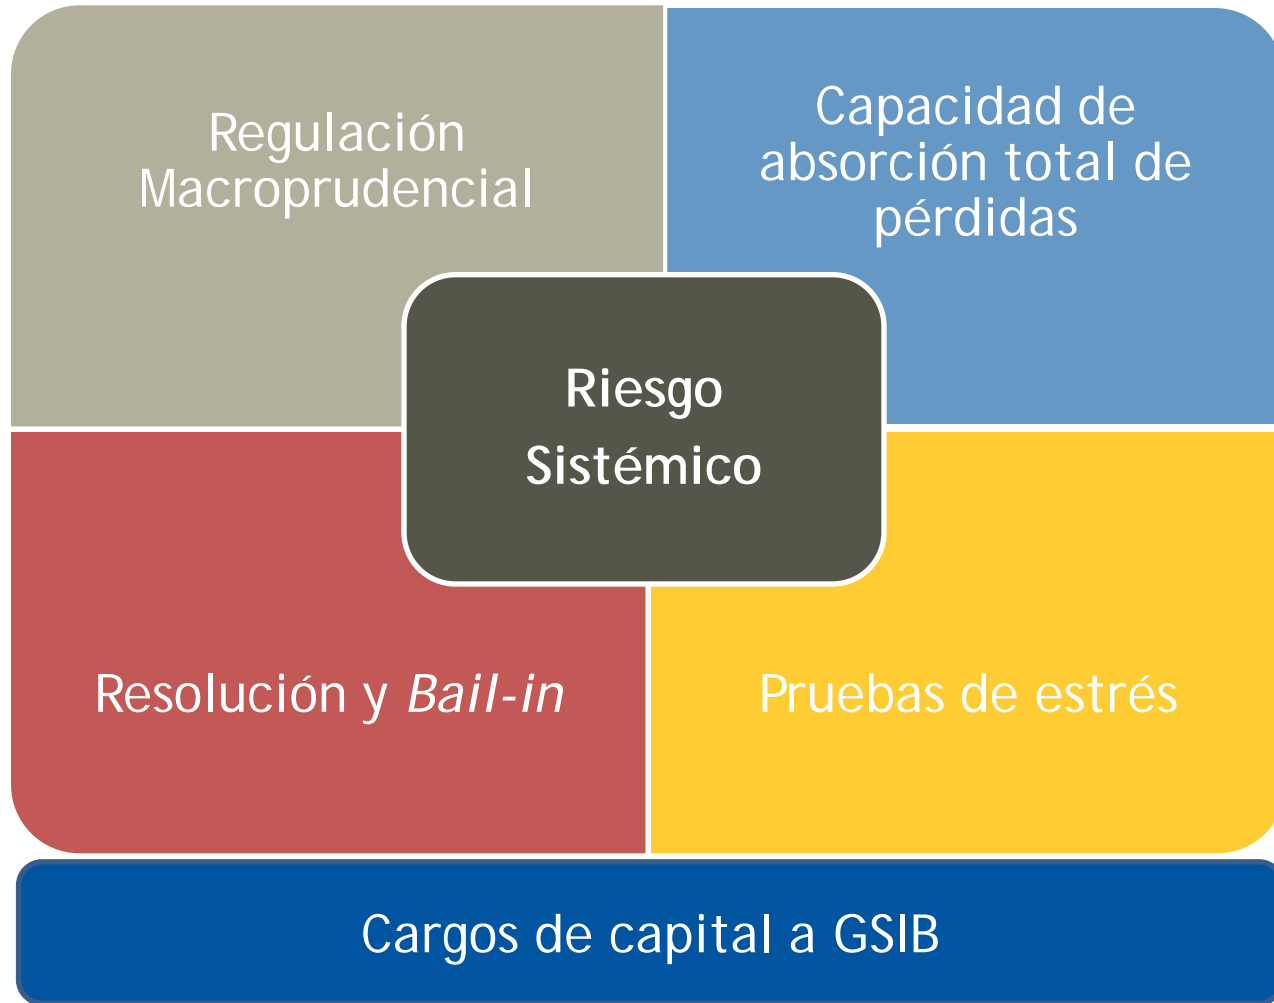 Regulación
Macroprudencial
Capacidad de
absorción total de
pérdidas
Riesgo
Sistémico
Resolución y Bail-in
Pruebas de estrés
Cargos de capital a GSIB